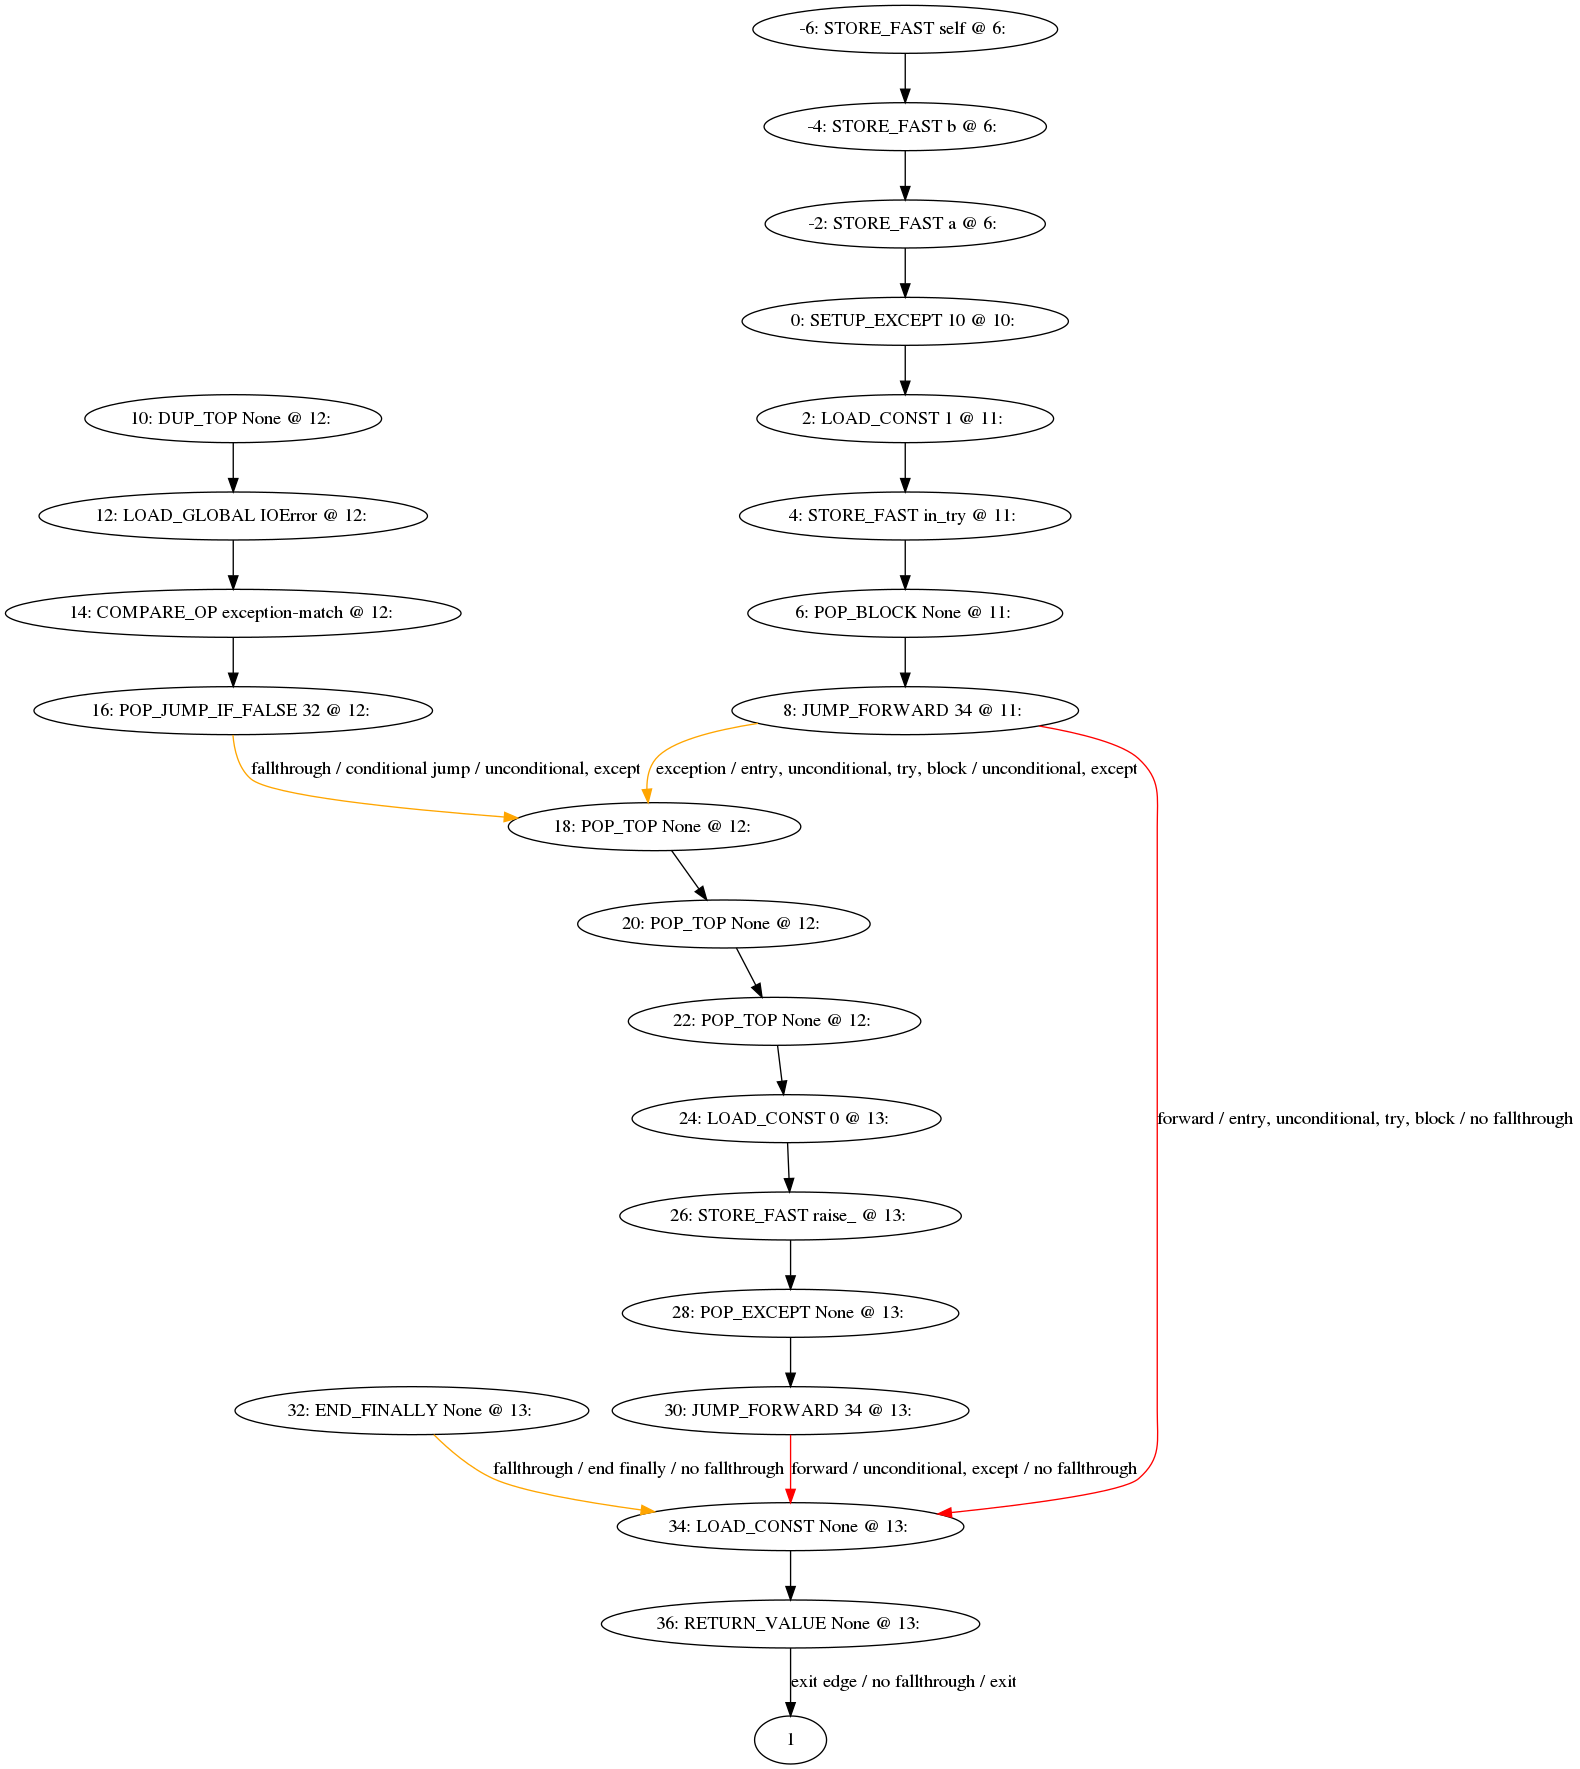 -6: STORE_FAST self @ 6:
-4: STORE_FAST b @ 6:
-2: STORE_FAST a @ 6:
0: SETUP_EXCEPT 10 @ 10:
10: DUP_TOP None @ 12:
2: LOAD_CONST 1 @ 11:
12: LOAD_GLOBAL IOError @ 12:
4: STORE_FAST in_try @ 11:
14: COMPARE_OP exception-match @ 12:
6: POP_BLOCK None @ 11:
16: POP_JUMP_IF_FALSE 32 @ 12:
8: JUMP_FORWARD 34 @ 11:
fallthrough / conditional jump / unconditional, except
exception / entry, unconditional, try, block / unconditional, except
18: POP_TOP None @ 12:
20: POP_TOP None @ 12:
22: POP_TOP None @ 12:
24: LOAD_CONST 0 @ 13:
forward / entry, unconditional, try, block / no fallthrough
26: STORE_FAST raise_ @ 13:
28: POP_EXCEPT None @ 13:
32: END_FINALLY None @ 13:
30: JUMP_FORWARD 34 @ 13:
fallthrough / end finally / no fallthrough
forward / unconditional, except / no fallthrough
34: LOAD_CONST None @ 13:
36: RETURN_VALUE None @ 13:
exit edge / no fallthrough / exit
1